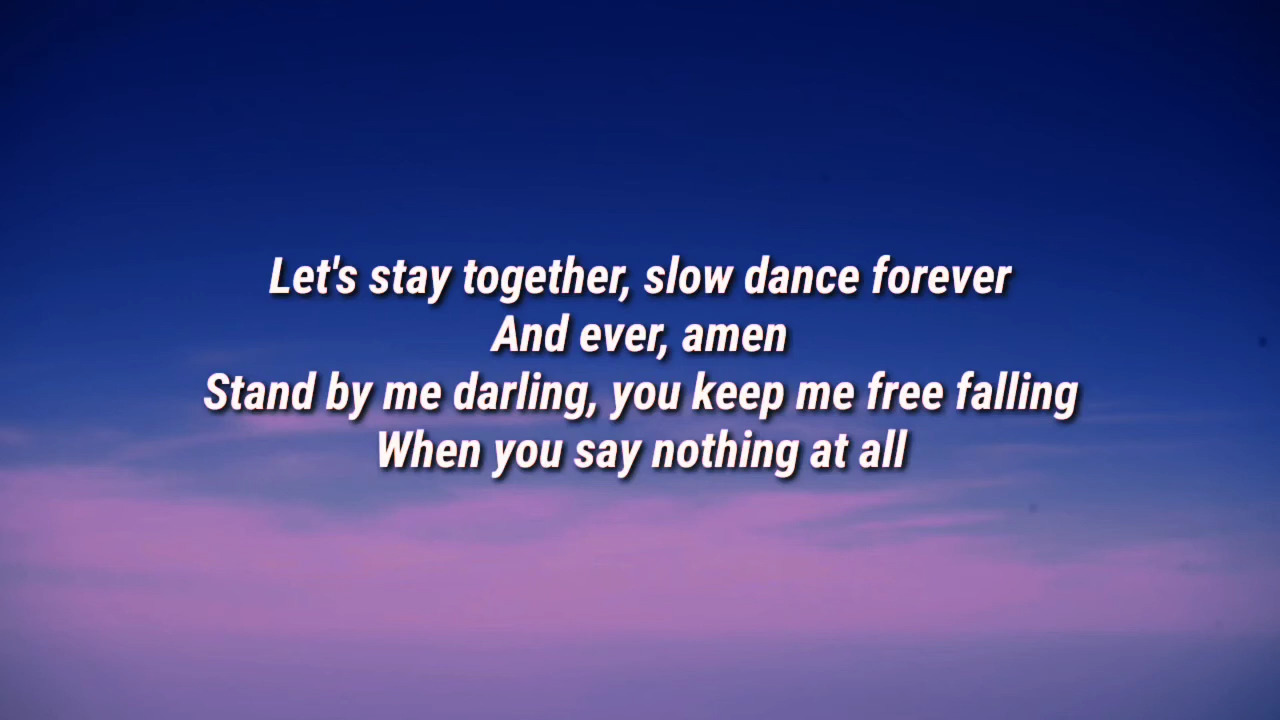 Let's stay together, slow dance forever
And ever, amen
Stand by me darling, you keep me free falling
When you say nothing at all